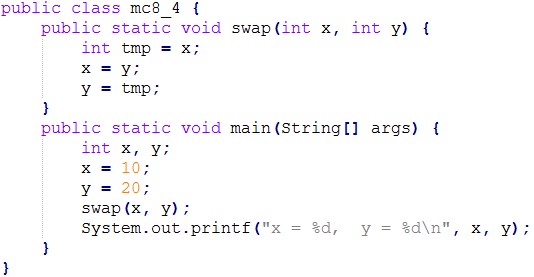 public class mc8_4 {
    public static void swap(int x, int y) {
        int tmp = x;
        x = y;
        y = tmp;
    }
    public static void main(String[] args) {
        int x, y;
        x = 10;
        y = 20;
        swap(x, y);
        System.out.printf("x = %d,  y = %d\n", x, y);
    }
}